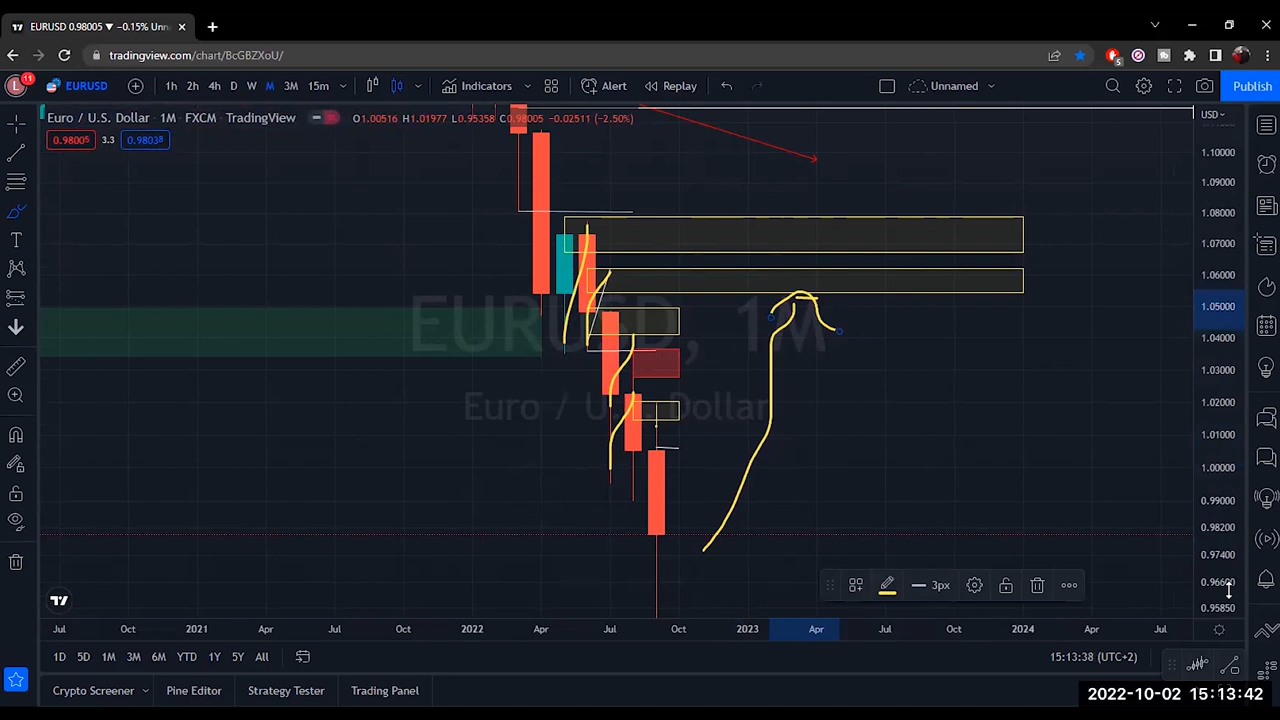 EURUSD 0.98005 ▼ −0.15% Unn
tradingview.com/chart/BcGBZXoU/
L 11 EURUSD 1h 2h 4h D W M 3M 15m Indicators Alert Replay Unnamed Publish
Euro / U.S. Dollar · 1M · FXCM · TradingView O1.00516 H1.01977 L0.95358 C0.98005 −0.02511 (−2.50%) USD
0.98005 3.3 0.98038
1.10000
1.09000
1.08000
1.07000
1.06000
1.05000
1.04000
1.03000
1.02000
1.01000
1.00000
0.99000
0.98200
0.97400
0.96600
0.95850
EURUSD, 1M
Euro / U.S. Dollar
3px
Jul Oct 2021 Apr Jul Oct 2022 Apr Jul Oct 2023 Apr Jul Oct 2024 Apr Jul
1D 5D 1M 3M 6M YTD 1Y 5Y All 15:13:38 (UTC+2)
Crypto Screener Pine Editor Strategy Tester Trading Panel
2022-10-02 15:13:42